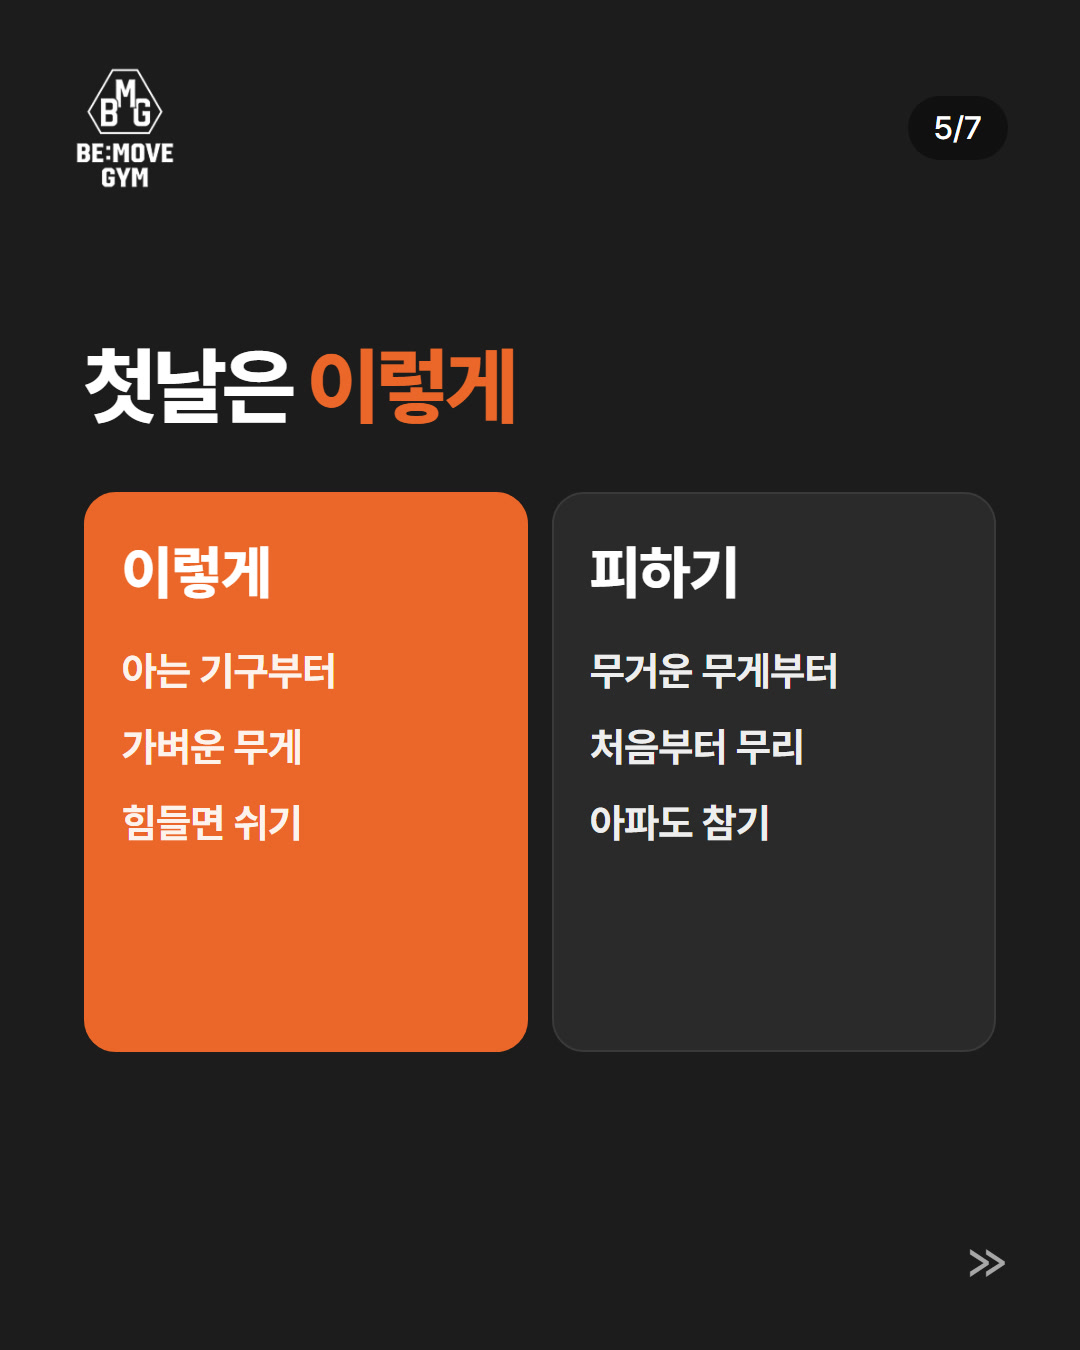 BMG
BE:MOVE
GYM
5/7
첫날은 이렇게
이렇게
아는 기구부터
가벼운 무게
힘들면 쉬기
피하기
무거운 무게부터
처음부터 무리
아파도 참기